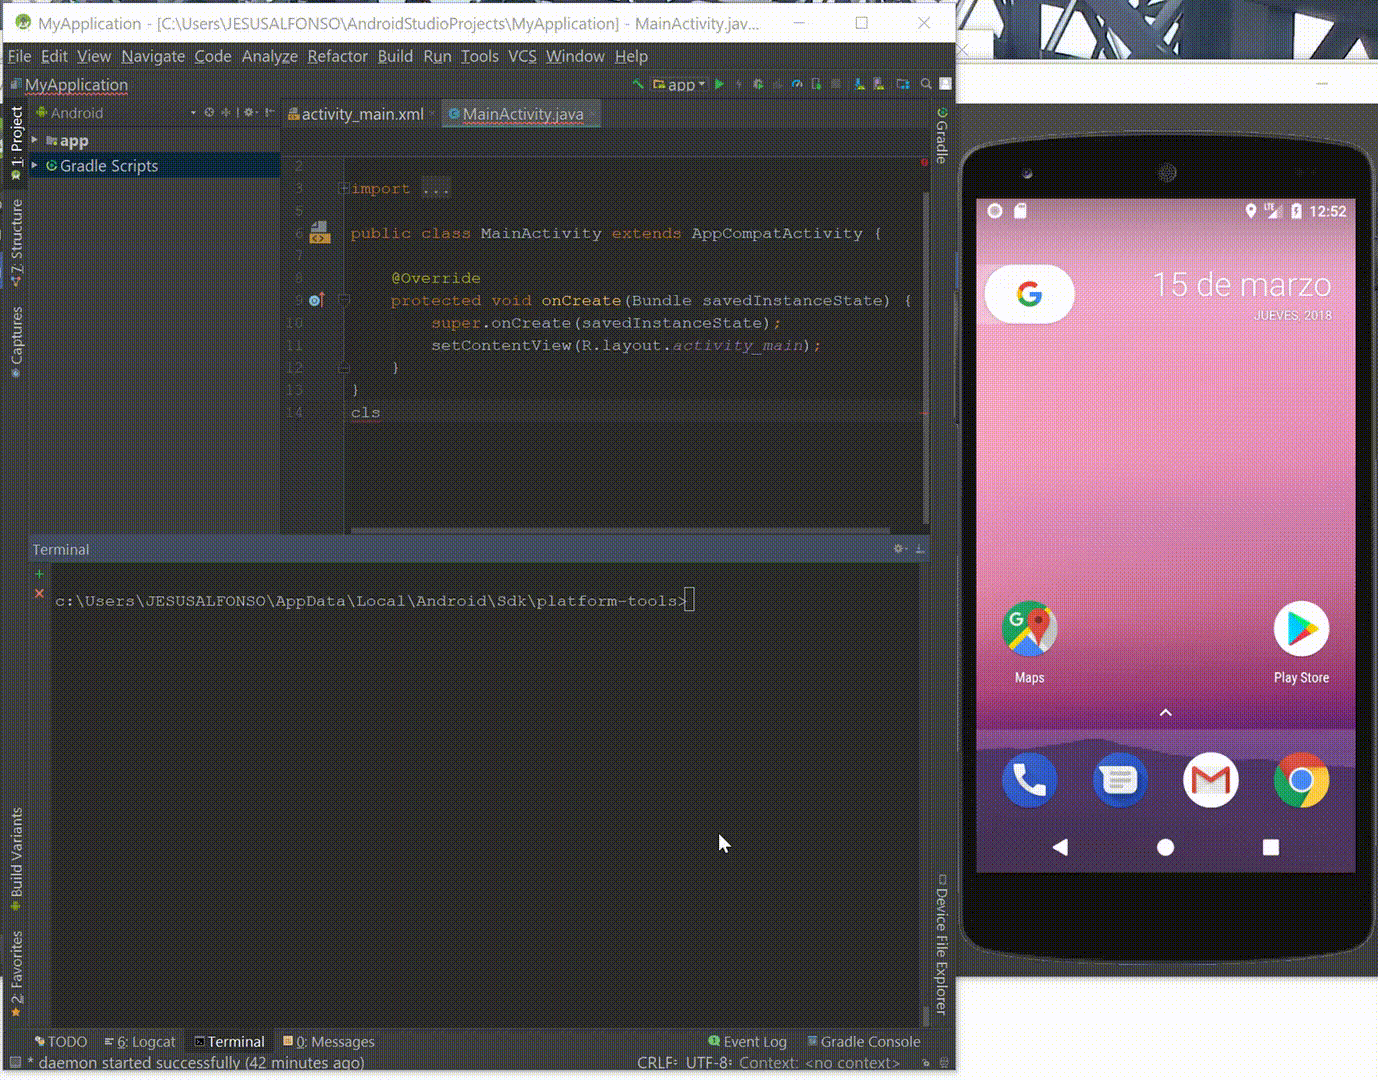 MyApplication - [C:\Users\JESUSALFONSO\AndroidStudioProjects\MyApplication] - MainActivity.jav...
File Edit View Navigate Code Analyze Refactor Build Run Tools VCS Window Help
MyApplication
app
Android
activity_main.xml
MainActivity.java
1: Project
7: Structure
Captures
Build Variants
2: Favorites
app
Gradle Scripts
2
3 import ...
5
6 public class MainActivity extends AppCompatActivity {
7
8 @Override
9 protected void onCreate(Bundle savedInstanceState) {
10 super.onCreate(savedInstanceState);
11 setContentView(R.layout.activity_main);
12 }
13 }
14 cls
Gradle
Device File Explorer
Terminal
c:\Users\JESUSALFONSO\AppData\Local\Android\Sdk\platform-tools>
TODO 6: Logcat Terminal 0: Messages Event Log Gradle Console
* daemon started successfully (42 minutes ago) CRLF UTF-8 Context: <no context>
LTE 12:52
G
15 de marzo
JUEVES, 2018
G
Maps
Play Store